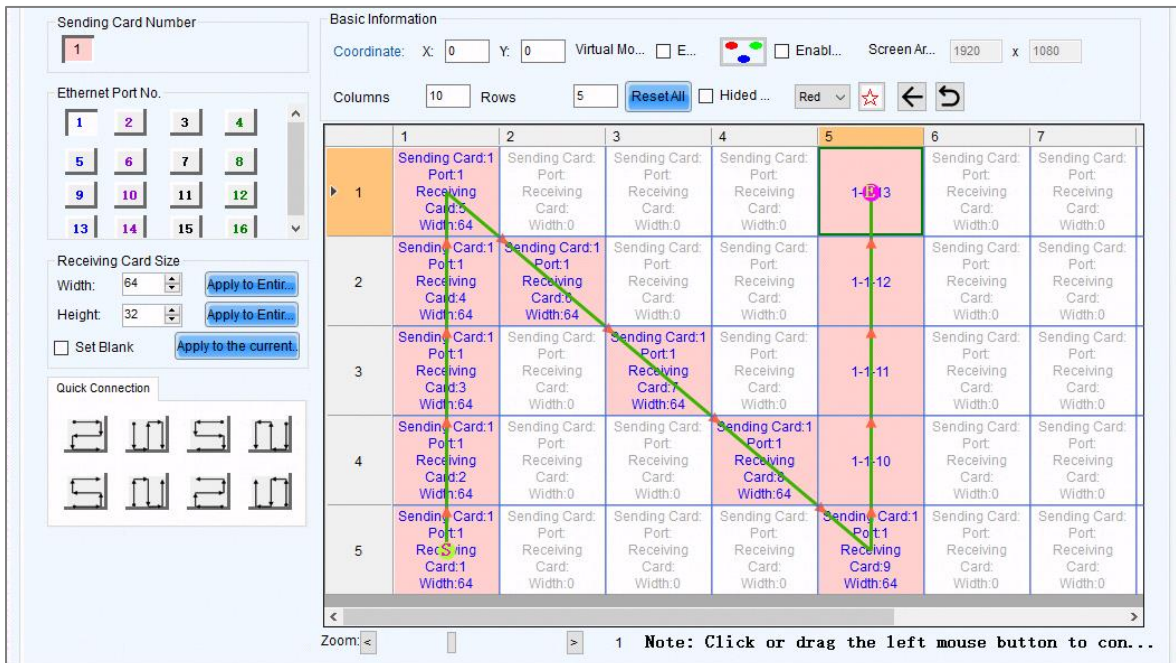 Sending Card Number
1
Ethernet Port No.
1 2 3 4
5 6 7 8
9 10 11 12
13 14 15 16
Receiving Card Size
Width: 64 Apply to Entir...
Height: 32 Apply to Entir...
Set Blank Apply to the current.
Quick Connection
Basic Information
Coordinate: X: 0 Y: 0 Virtual Mo... E... Enabl... Screen Ar... 1920 x 1080
Columns 10 Rows 5 Reset All Hided ... Red
1 2 3 4 5 6 7
Sending Card:1 Sending Card: Sending Card: Sending Card: Sending Card: Sending Card:
Port:1 Port: Port: Port: Port: Port:
1 Receiving Receiving Receiving Receiving 13 Receiving Receiving
Card:5 Card: Card: Card: Card: Card:
Width:64 Width:0 Width:0 Width:0 Width:0 Width:0
Sending Card:1 Sending Card:1 Sending Card: Sending Card: Sending Card: Sending Card:
Port:1 Port:1 Port: Port: Port: Port:
2 Receiving Receiving Receiving Receiving 1-1-12 Receiving Receiving
Card:4 Card:6 Card: Card: Card: Card:
Width:64 Width:64 Width:0 Width:0 Width:0 Width:0
Sending Card:1 Sending Card: Sending Card:1 Sending Card: Sending Card: Sending Card:
Port:1 Port: Port:1 Port: Port: Port:
3 Receiving Receiving Receiving Receiving 1-1-11 Receiving Receiving
Card:3 Card: Card:7 Card: Card: Card:
Width:64 Width:0 Width:64 Width:0 Width:0 Width:0
Sending Card:1 Sending Card: Sending Card: Sending Card:1 Sending Card: Sending Card:
Port:1 Port: Port: Port:1 Port: Port:
4 Receiving Receiving Receiving Receiving 1-1-10 Receiving Receiving
Card:2 Card: Card: Card:8 Card: Card:
Width:64 Width:0 Width:0 Width:64 Width:0 Width:0
Sending Card:1 Sending Card: Sending Card: Sending Card: Sending Card:1 Sending Card: Sending Card:
Port:1 Port: Port: Port: Port:1 Port: Port:
5 Receiving Receiving Receiving Receiving Receiving Receiving Receiving
Card:1 Card: Card: Card: Card:9 Card: Card:
Width:64 Width:0 Width:0 Width:0 Width:64 Width:0 Width:0
Zoom: < > 1 Note: Click or drag the left mouse button to con...